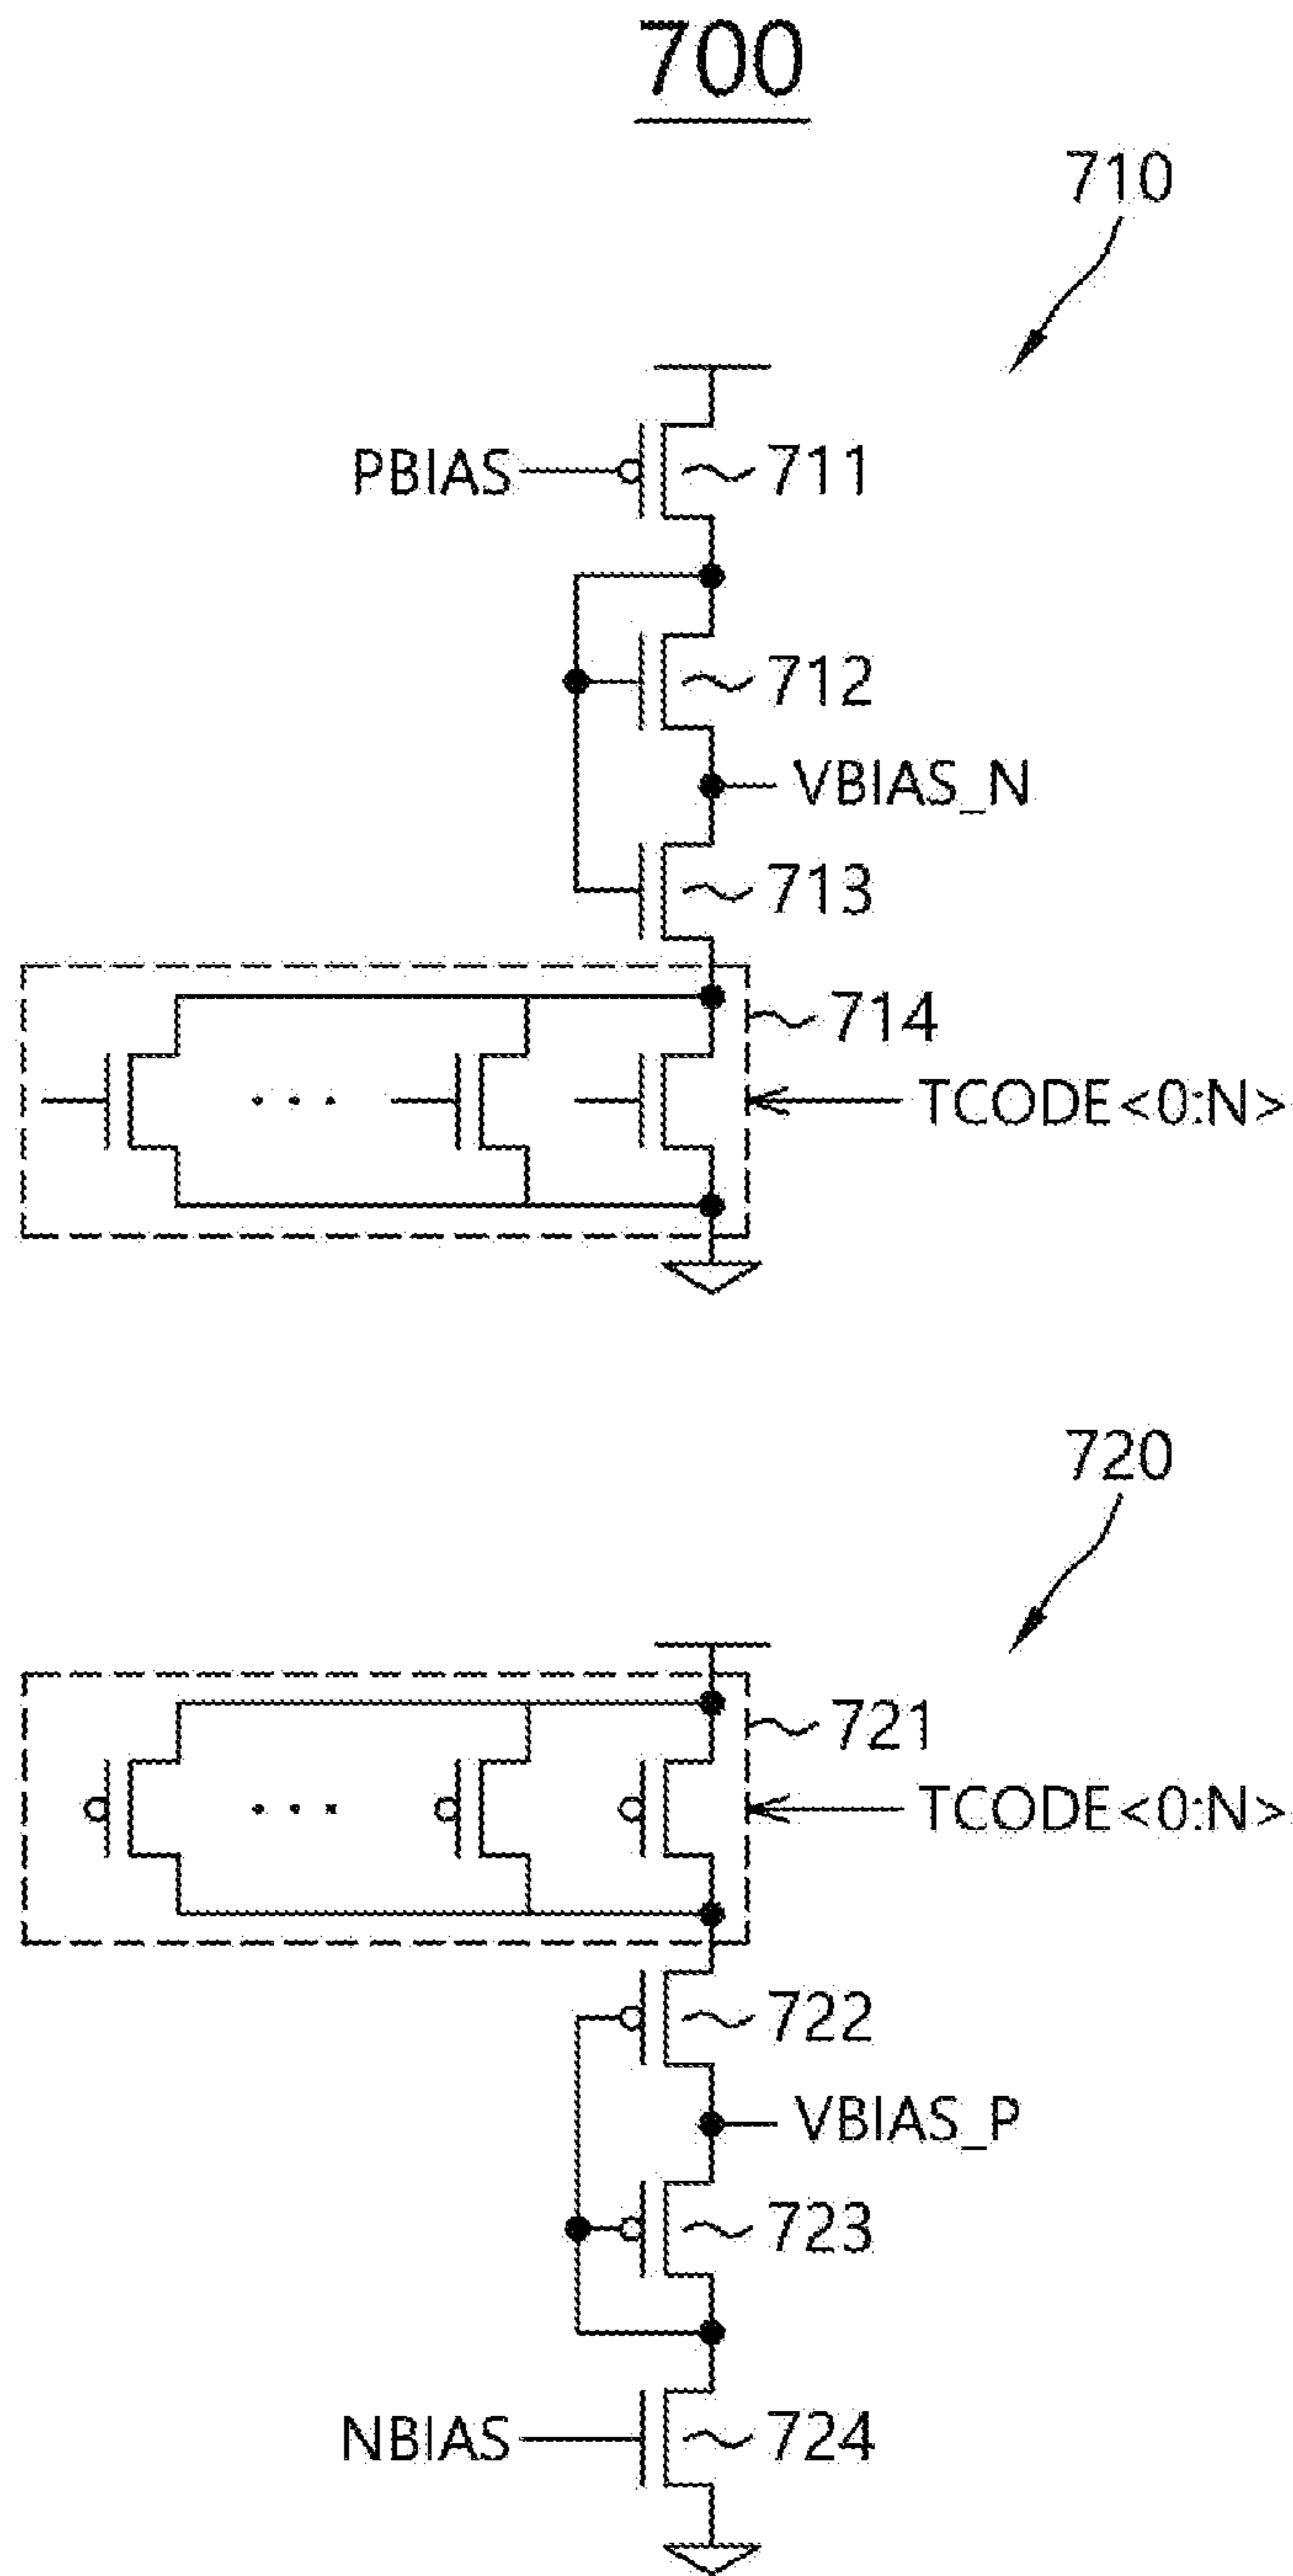 700
710
PBIAS
711
712
VBIAS_N
713
714
TCODE<0:N>
720
721
TCODE<0:N>
722
VBIAS_P
723
NBIAS
724